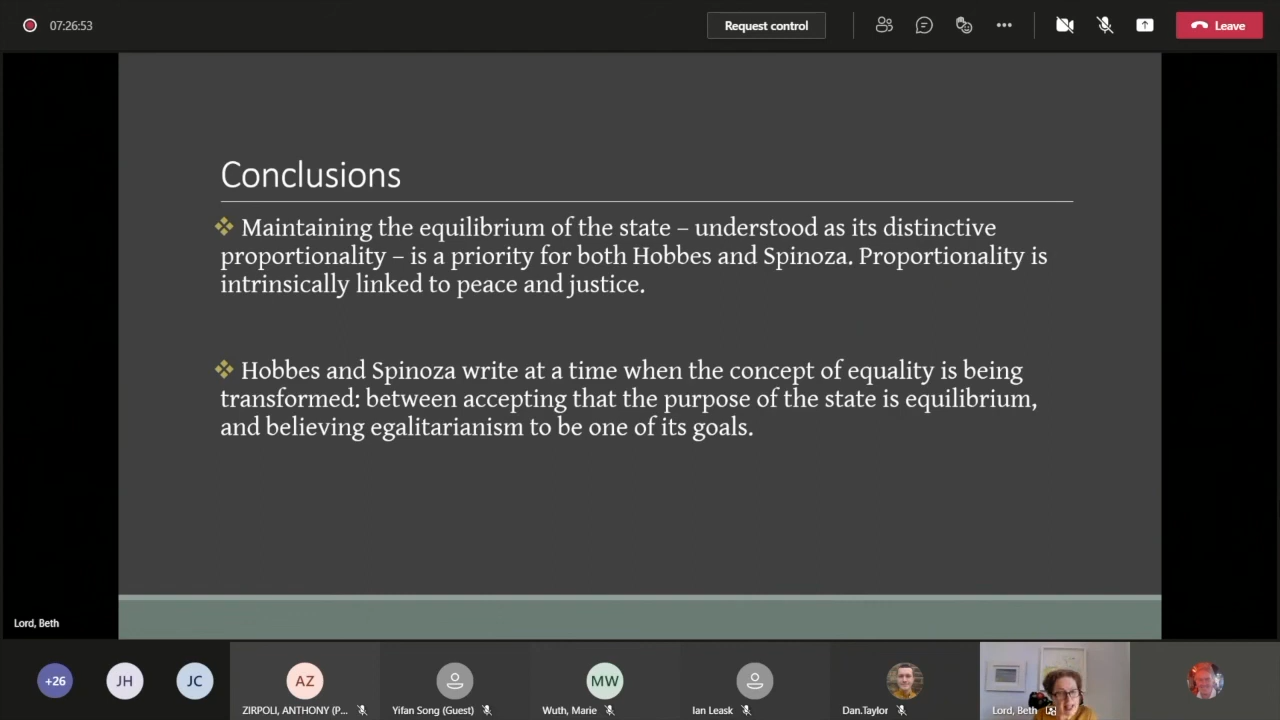 07:26:53
Request control
Leave
Conclusions
❖ Maintaining the equilibrium of the state – understood as its distinctive
proportionality – is a priority for both Hobbes and Spinoza. Proportionality is
intrinsically linked to peace and justice.
❖ Hobbes and Spinoza write at a time when the concept of equality is being
transformed: between accepting that the purpose of the state is equilibrium,
and believing egalitarianism to be one of its goals.
Lord, Beth
+26
JH
JC
AZ
MW
ZIRPOLI, ANTHONY (P...
Yifan Song (Guest)
Wuth, Marie
Ian Leask
Dan.Taylor
Lord, Beth